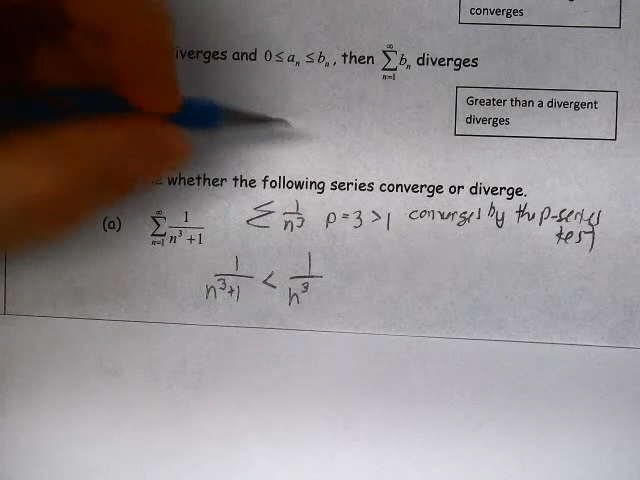 converges
iverges and 0 ≤ aₙ ≤ bₙ, then ∑_{n=1}^{∞} bₙ diverges
Greater than a divergent
diverges
whether the following series converge or diverge.
(a) ∑_{n=1}^{∞} 1/(n³+1) ∑ 1/n³ p=3>1 converges by the p-series
test
1/(n³+1) < 1/n³